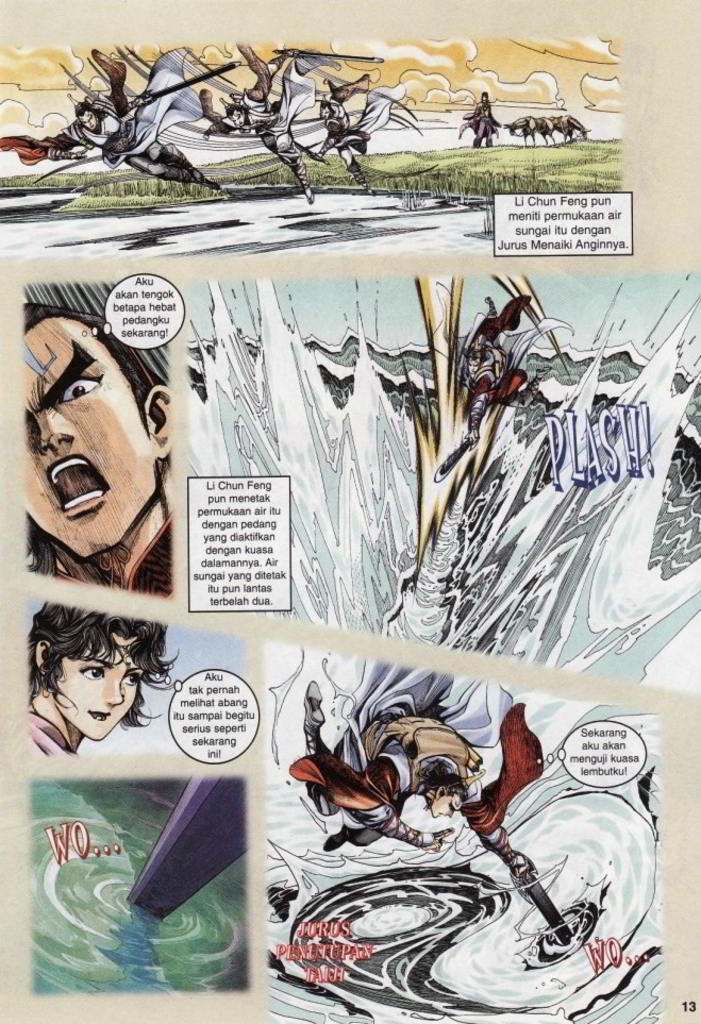 Li Chun Feng pun
meniti permukaan air
sungai itu dengan
Jurus Menaiki Anginnya.
Aku
akan tengok
betapa hebat
pedangku
sekarang!
PLASH!
Li Chun Feng
pun menetak
permukaan air itu
dengan pedang
yang diaktifkan
dengan kuasa
dalamannya. Air
sungai yang ditetak
itu pun lantas
terbelah dua.
Aku
tak pernah
melihat abang
itu sampai begitu
serius seperti
sekarang
ini!
WO...
Sekarang
aku akan
menguji kuasa
lembutku!
JURUS
PENUTUPAN
TAIJI
WO...
13